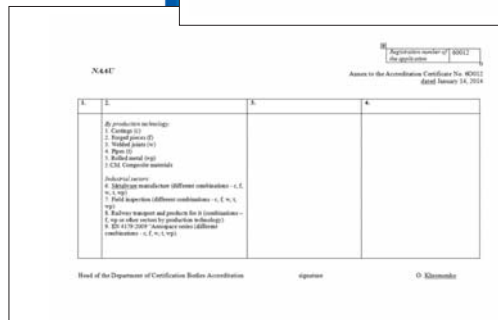 Registration number of the application
6O012
NAAU
Annex to the Accreditation Certificate No. 6O012
dated January 14, 2014
1. 2. 3. 4.
By production technology:
1. Castings (c)
2. Forged pieces (f)
3. Welded joints (w)
4. Pipes (t)
5. Rolled metal (wp)
Composite materials
Industrial sectors:
6. Metalware manufacture (different combinations – c, f,
w, t, wp)
7. Field inspection (different combinations – c, f, w, t,
wp)
8. Railway transport and products for it (combinations –
f, wp or other sectors by production technology)
9. EN 4179:2009 "Aerospace series (different
combinations – c, f, w, t, wp)
Head of the Department of Certification Bodies Accreditation signature O. Klymenko